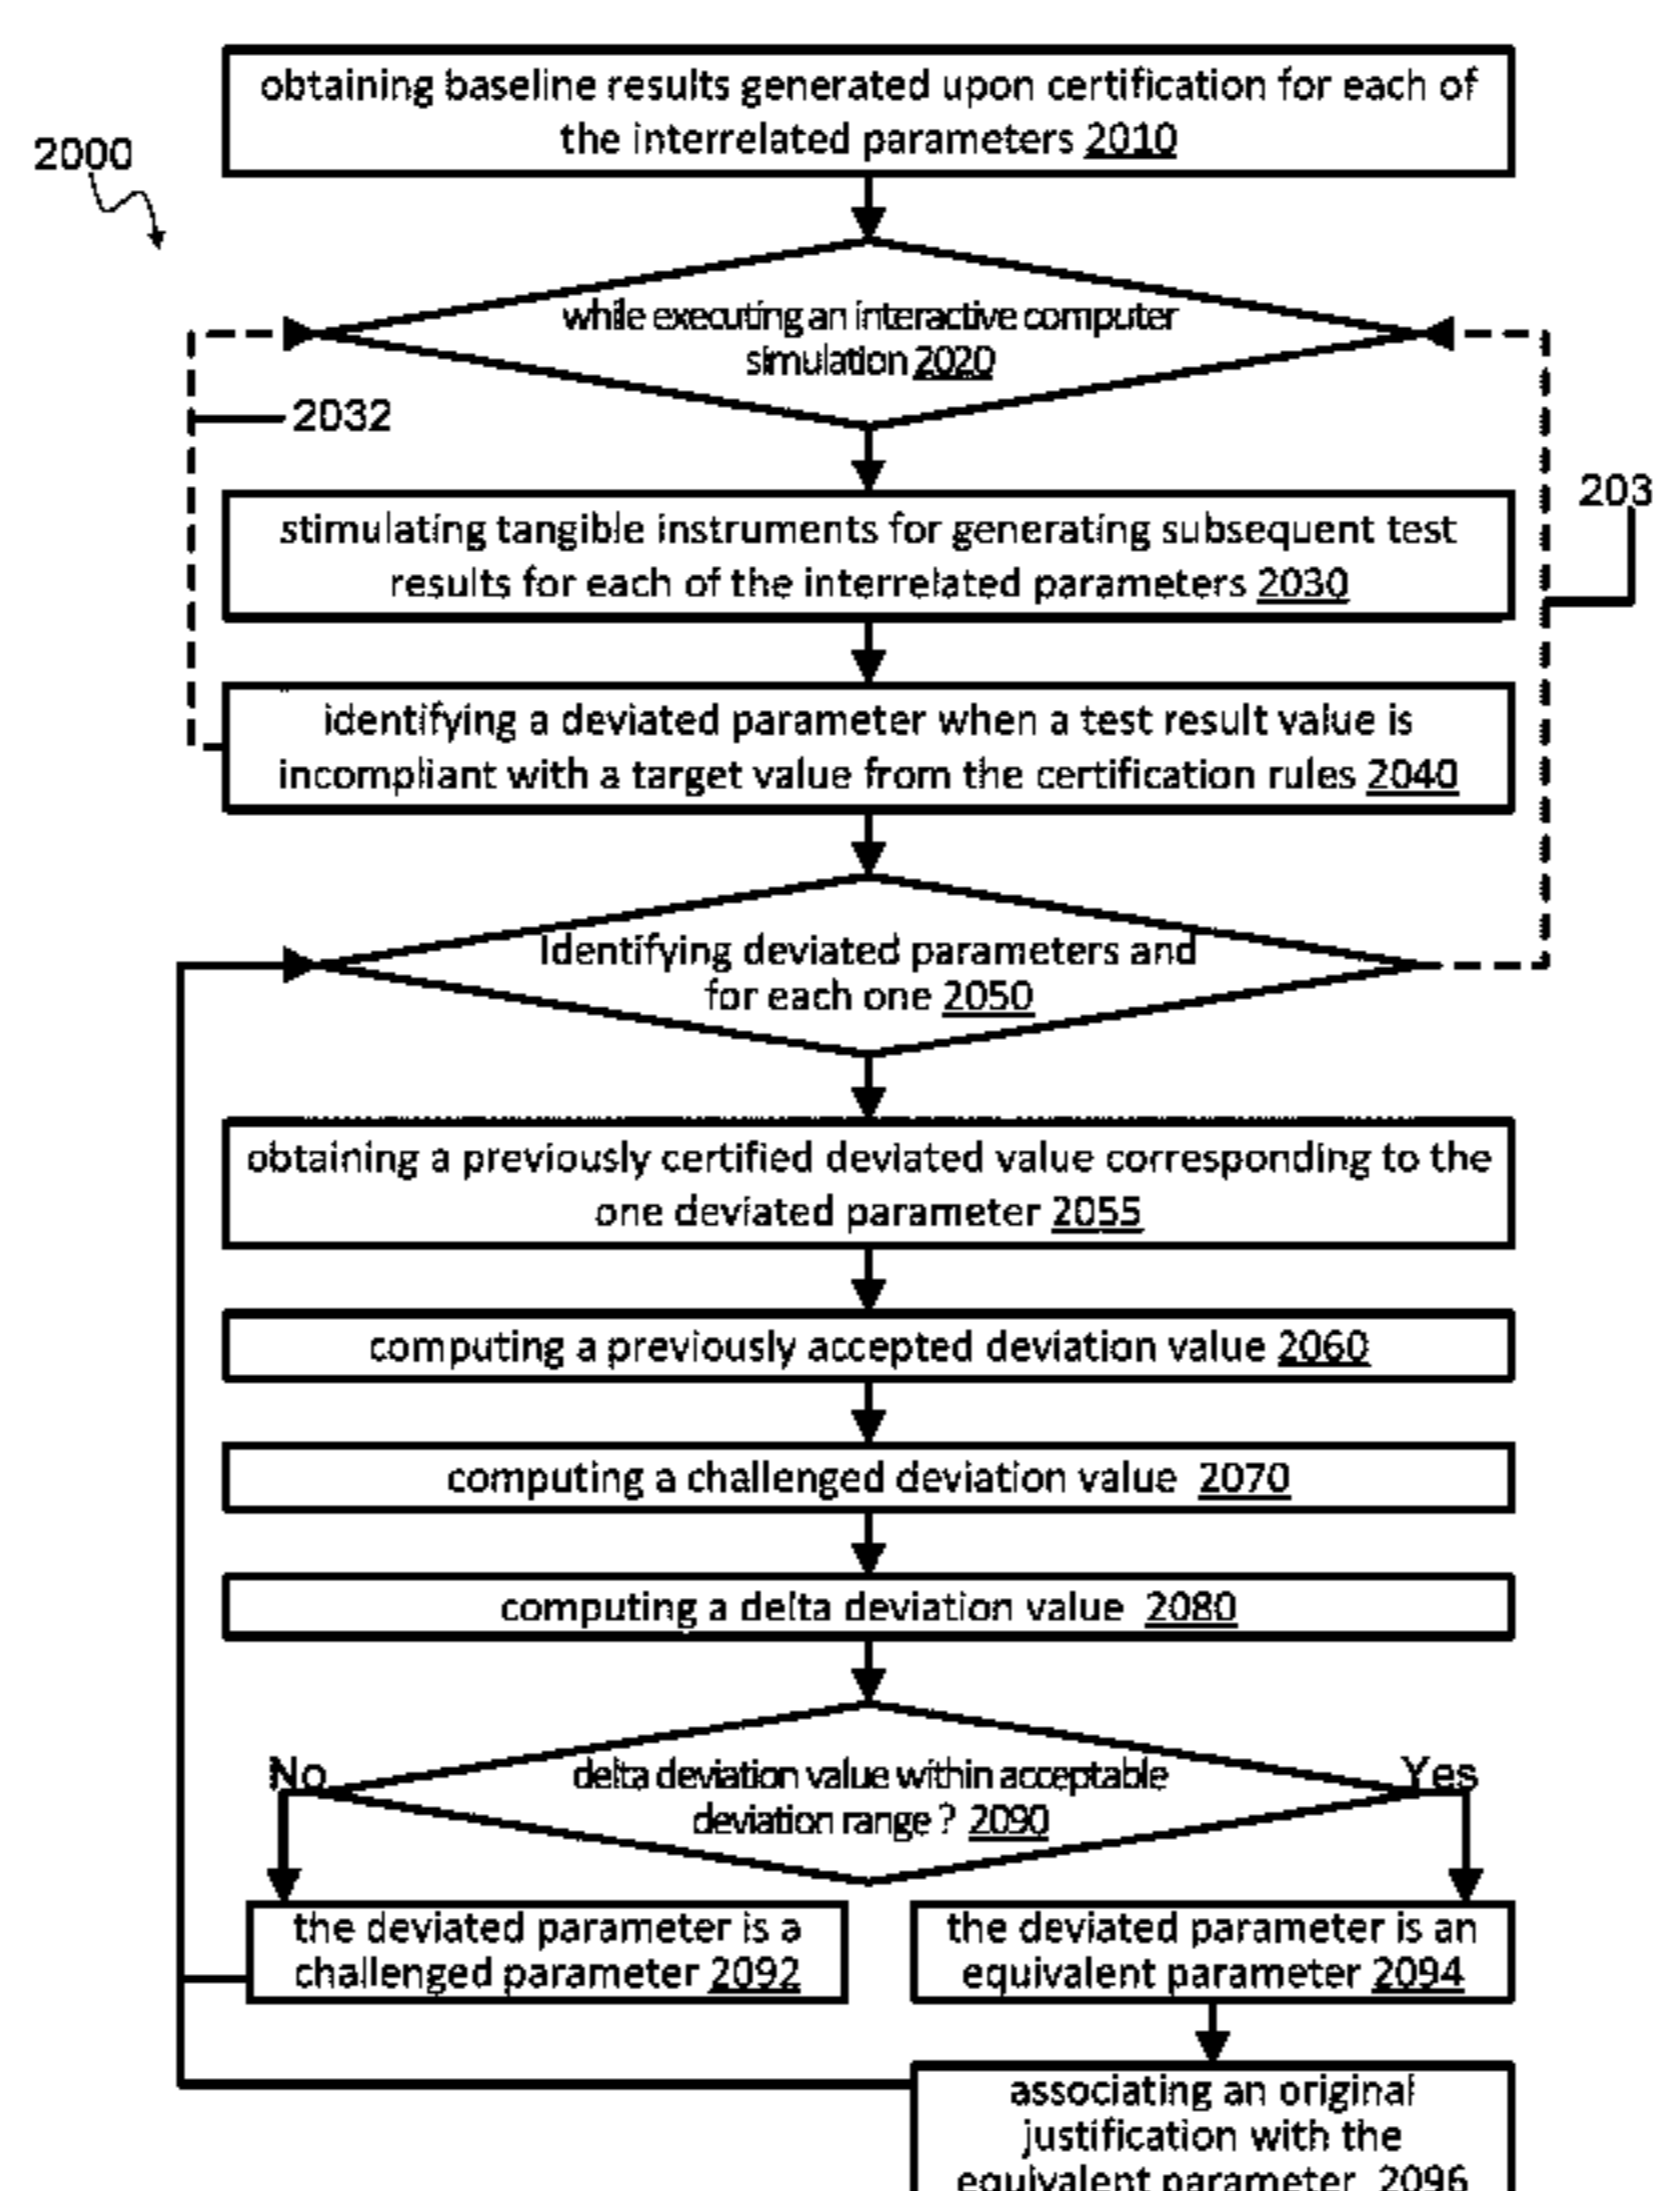 obtaining baseline results generated upon certification for each of
the interrelated parameters 2010
2000
while executing an interactive computer
simulation 2020
2032
203
stimulating tangible instruments for generating subsequent test
results for each of the interrelated parameters 2030
identifying a deviated parameter when a test result value is
incompliant with a target value from the certification rules 2040
Identifying deviated parameters and
for each one 2050
obtaining a previously certified deviated value corresponding to the
one deviated parameter 2055
computing a previously accepted deviation value 2060
computing a challenged deviation value 2070
computing a delta deviation value 2080
No
delta deviation value within acceptable
deviation range ? 2090
Yes
the deviated parameter is a
challenged parameter 2092
the deviated parameter is an
equivalent parameter 2094
associating an original
justification with the
equivalent parameter 2096